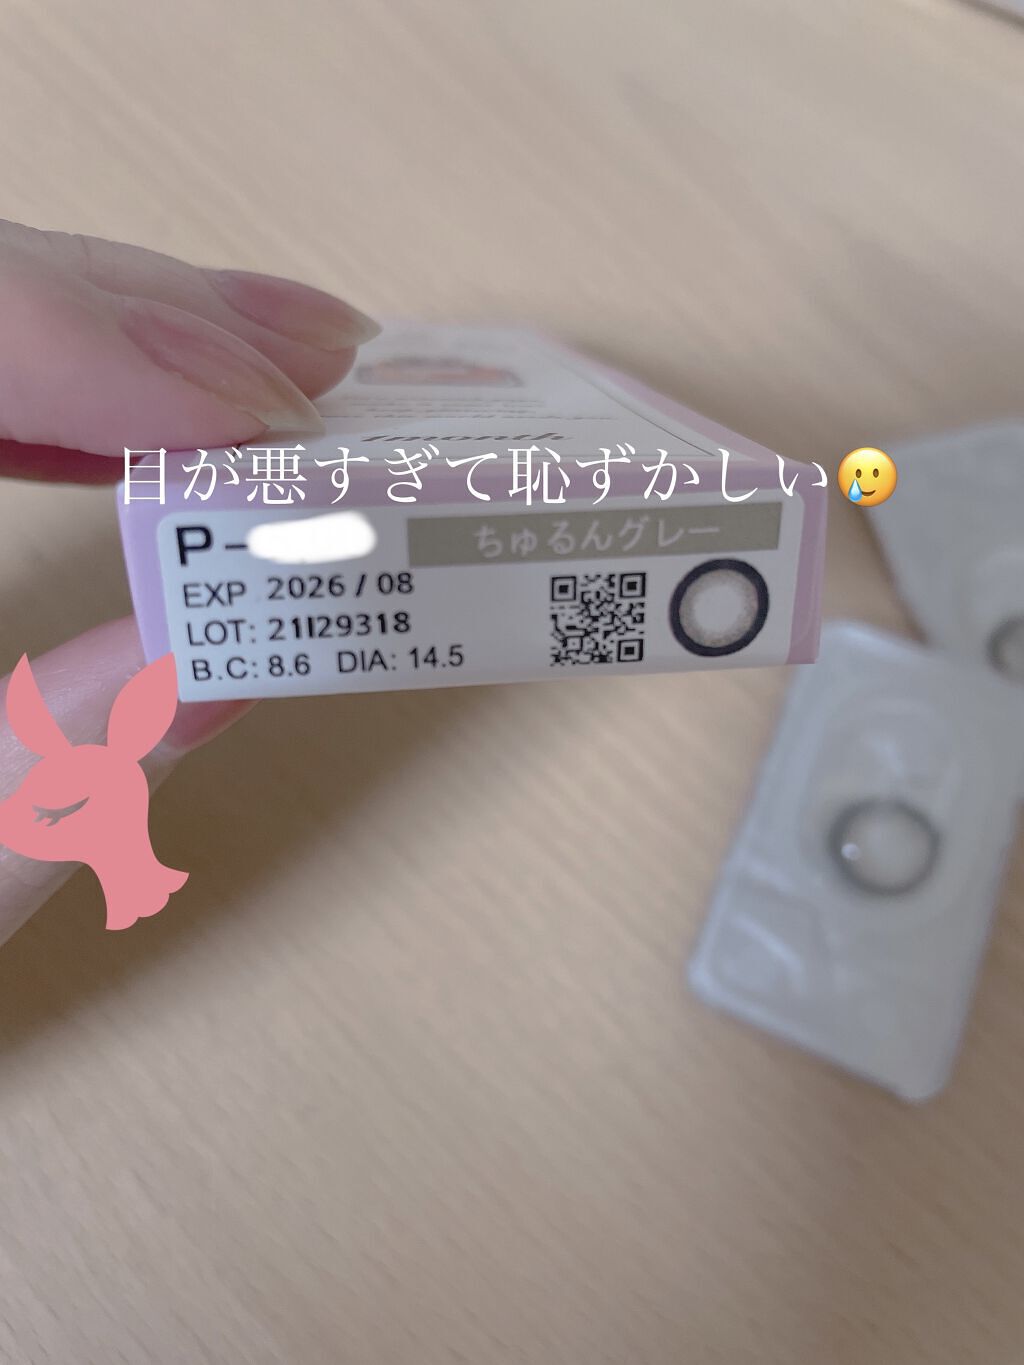 1month
目が悪すぎて恥ずかしい🥲
P-
ちゅるんグレー
EXP 2026 / 08
LOT: 21I29318
B.C: 8.6 DIA: 14.5